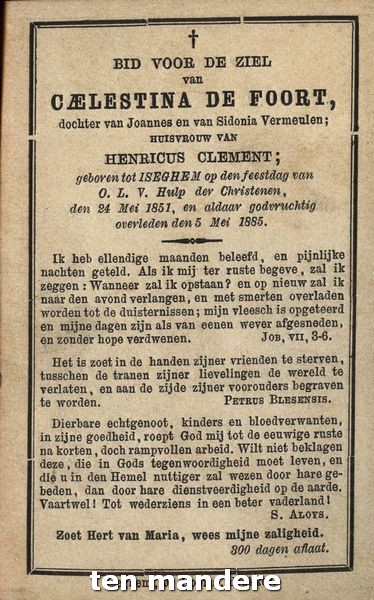 †
BID VOOR DE ZIEL
van
CÆLESTINA DE FOORT,
dochter van Joannes en van Sidonia Vermeulen;
HUISVROUW VAN
HENRICUS CLEMENT;
geboren tot ISEGHEM op den feestdag van
O. L. V. Hulp der Christenen,
den 24 Mei 1851, en aldaar godvruchtig
overleden den 5 Mei 1885.
Ik heb ellendige maanden beleefd, en pijnlijke
nachten geteld. Als ik mij ter ruste begeve, zal ik
zeggen: Wanneer zal ik opstaan? en op nieuw zal ik
naar den avond verlangen, en met smerten overladen
worden tot de duisternissen; mijn vleesch is opgeteerd
en mijne dagen zijn als van eenen wever afgesneden,
en zonder hope verdwenen. JOB, VII, 3-6.
Het is zoet in de handen zijner vrienden te sterven,
tusschen de tranen zijner lievelingen de wereld te
verlaten, en aan de zijde zijner voorouders begraven
te worden. PETRUS BLESENSIS.
Dierbare echtgenoot, kinders en bloedverwanten,
in zijne goedheid, roept God mij tot de eeuwige ruste
na korten, doch rampvollen arbeid. Wilt niet beklagen
deze, die in Gods tegenwoordigheid moet leven, en
die u in den Hemel nuttiger zal wezen door hare ge-
beden, dan door hare dienstveerdigheid op de aarde.
Vaartwel! Tot wederziens in een beter vaderland!
S. ALOYS.
Zoet Hert van Maria, wees mijne zaligheid.
300 dagen aflaat.
ten mandere